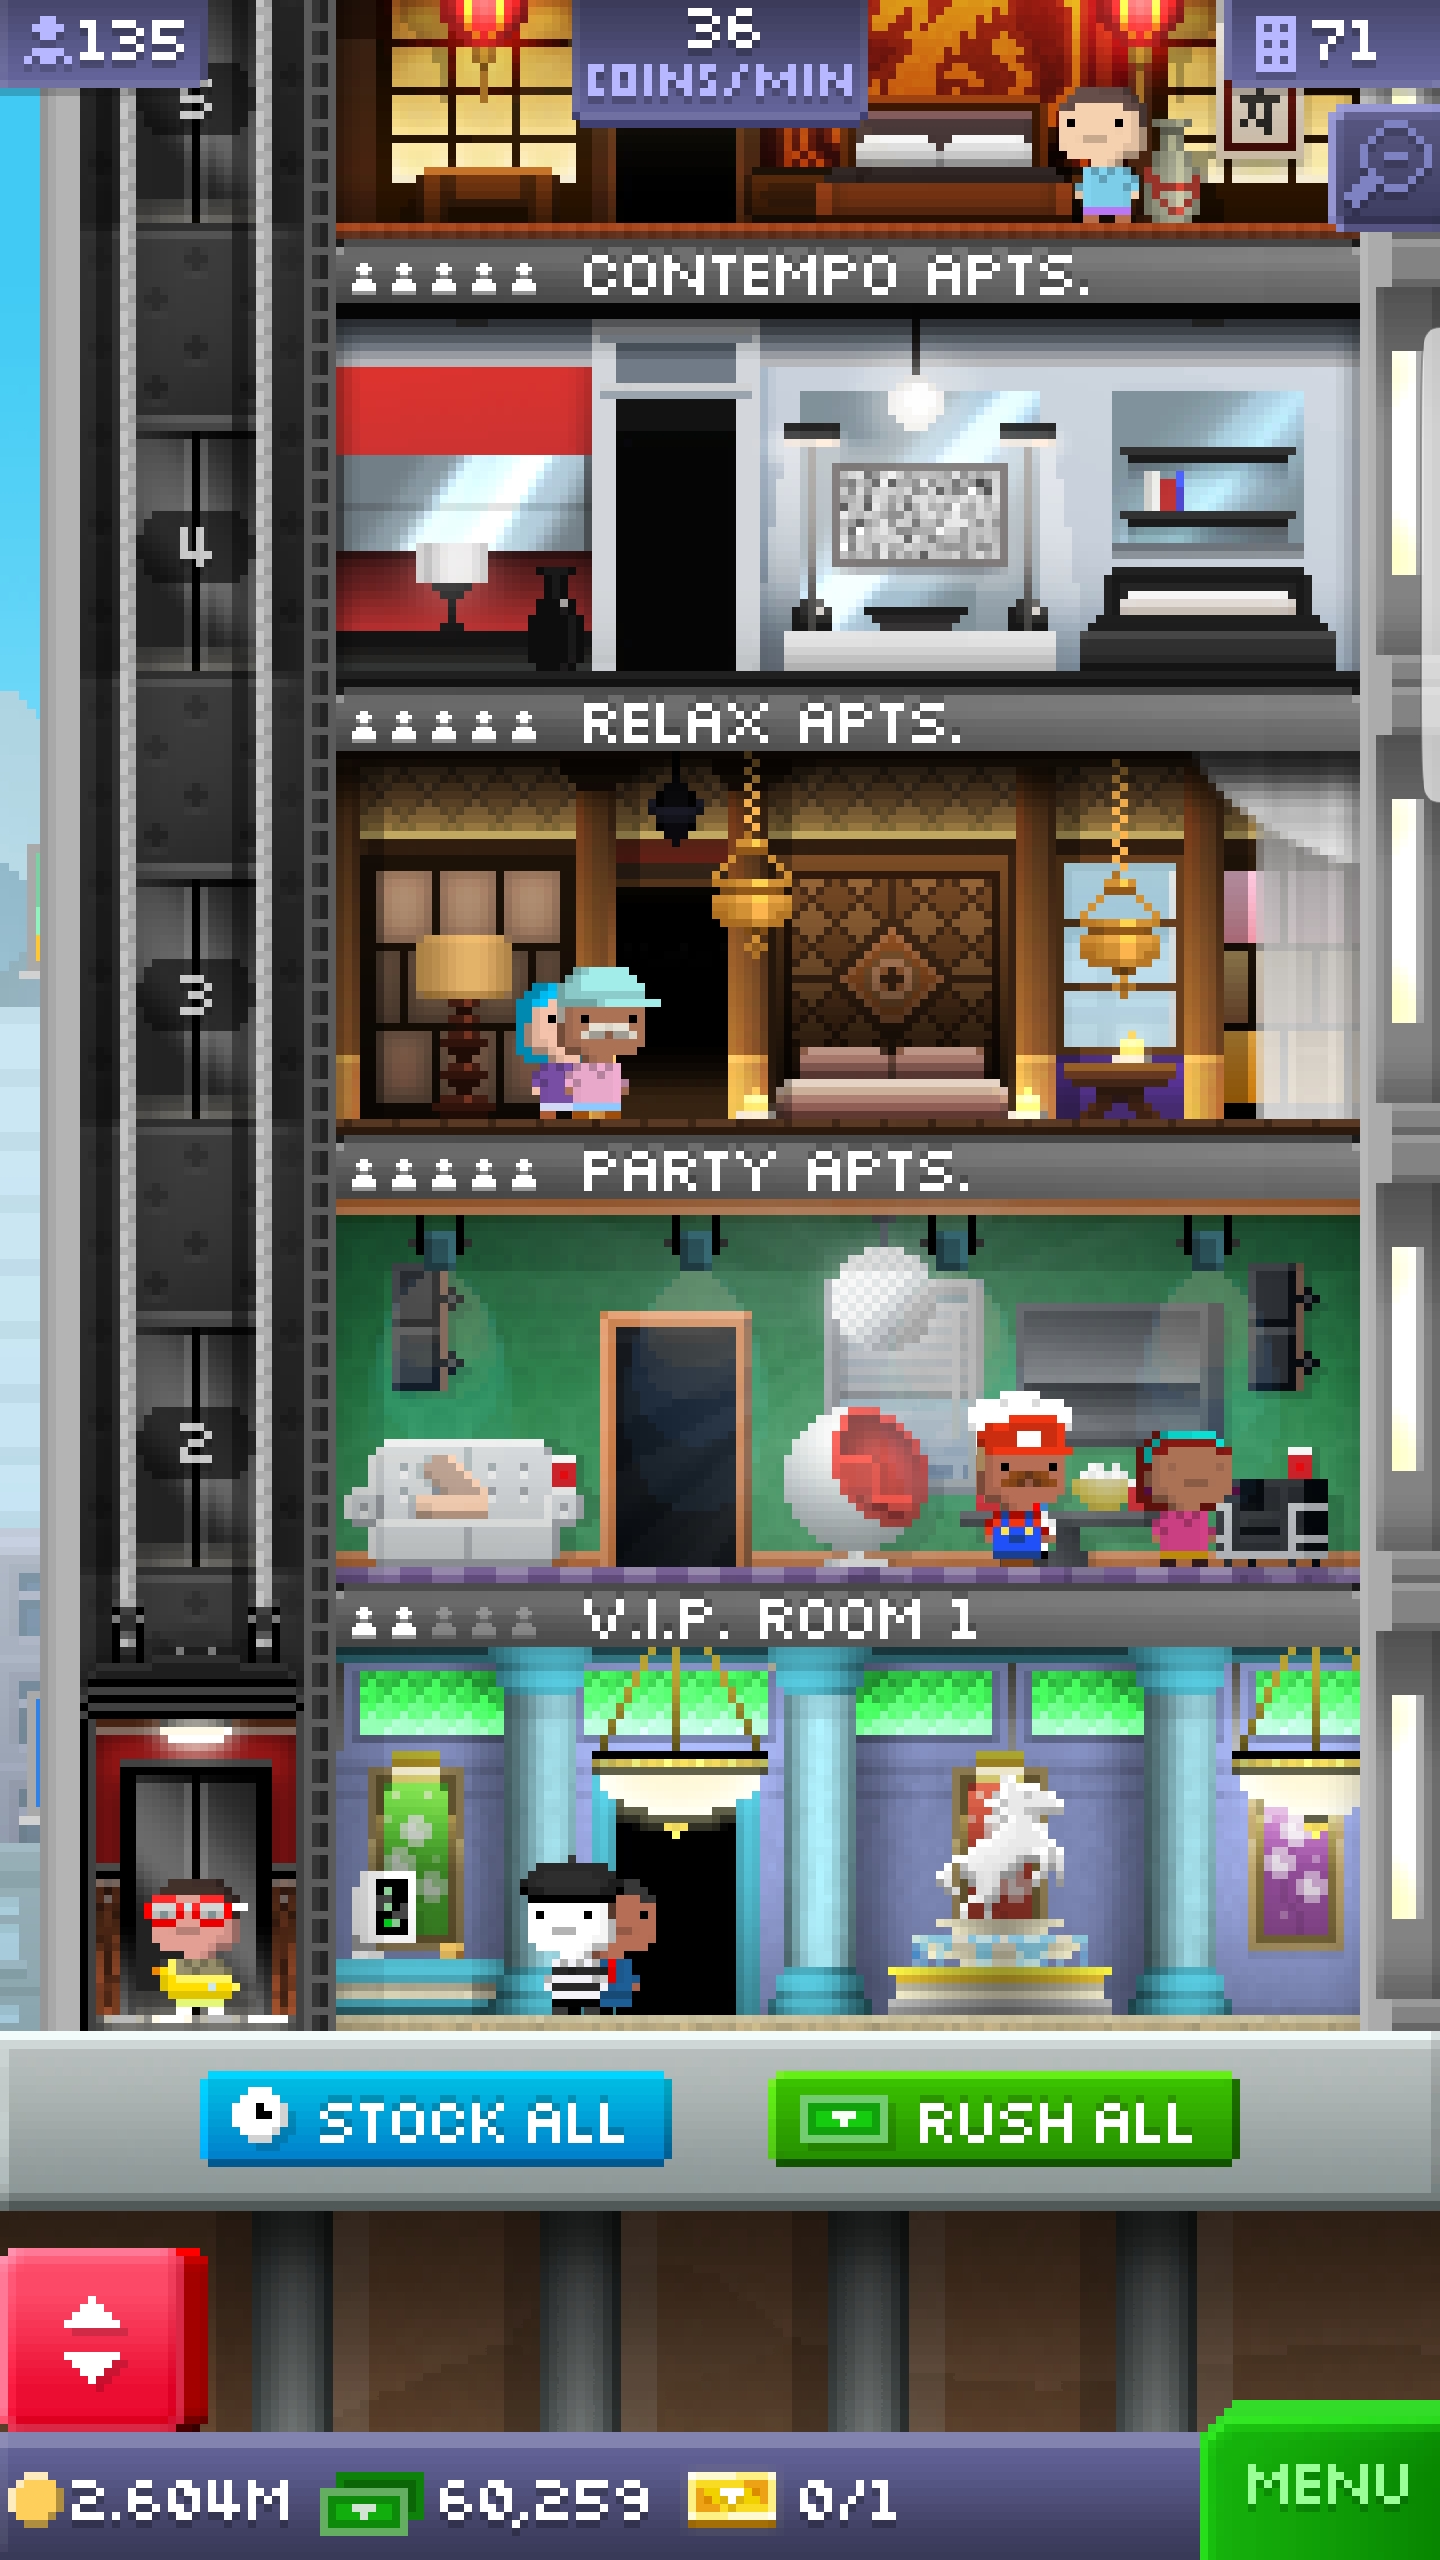 135
36
COINS/MIN
71
5
CONTEMPO APTS.
4
RELAX APTS.
3
PARTY APTS.
2
V.I.P. ROOM 1
STOCK ALL
RUSH ALL
2.604M
60,259
0/1
MENU